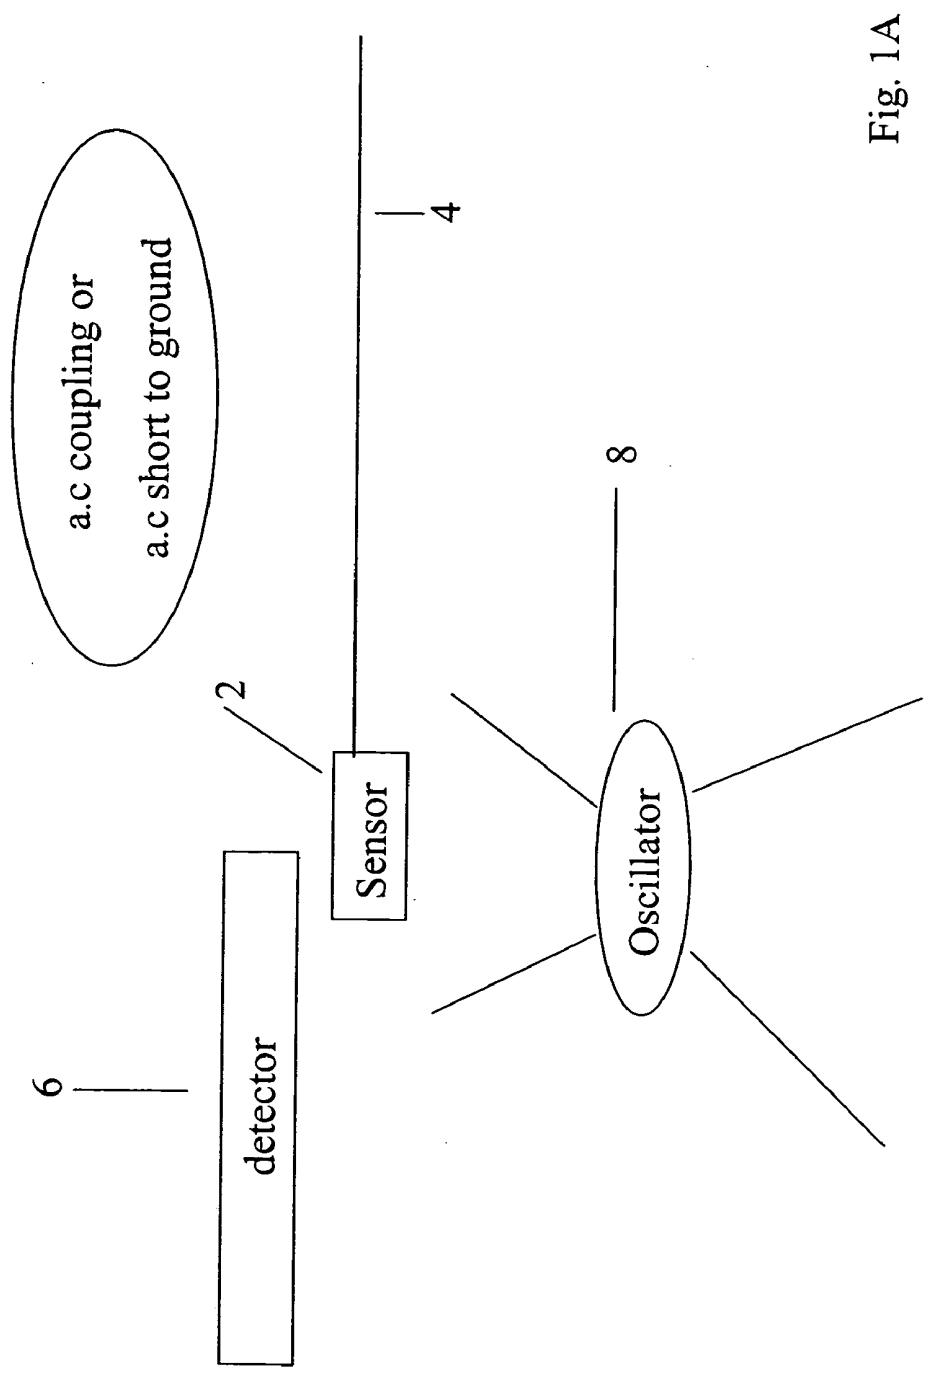 6
a.c coupling or
a.c short to ground
2
detector
Sensor
4
8
Oscillator
Fig. 1A